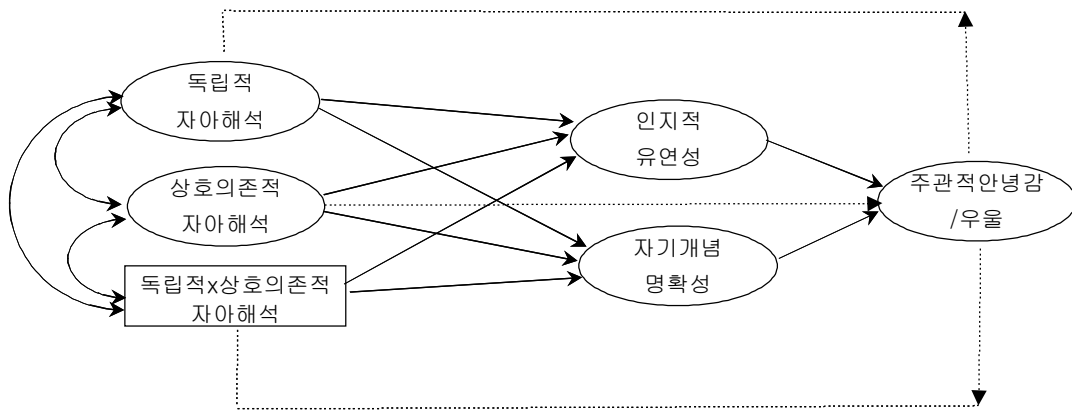 독립적
자아해석
상호의존적
자아해석
독립적x상호의존적
자아해석
인지적
유연성
자기개념
명확성
주관적안녕감
/우울